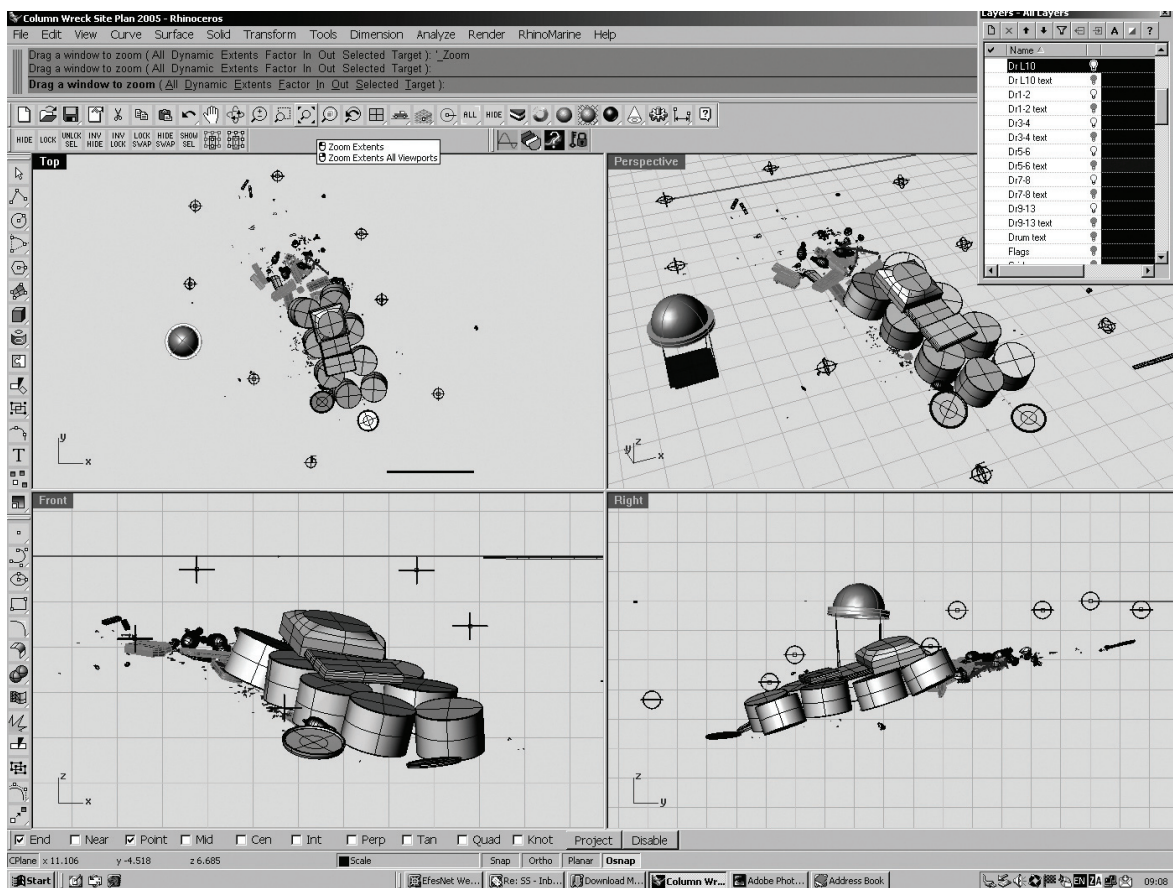 Column Wreck Site Plan 2005 - Rhinoceros
File Edit View Curve Surface Solid Transform Tools Dimension Analyze Render RhinoMarine Help
Drag a window to zoom ( All Dynamic Extents Factor In Out Selected Target ): '_Zoom
Drag a window to zoom ( All Dynamic Extents Factor In Out Selected Target ):
Drag a window to zoom ( All Dynamic Extents Factor In Out Selected Target ):
ALL HIDE
HIDE LOCK UNLCK SEL INV HIDE INV LOCK LOCK SWAP HIDE SWAP SHOW SEL
Zoom Extents
Zoom Extents All Viewports
Layers - All Layers
Name
Dr L10
Dr L10 text
Dr1-2
Dr1-2 text
Dr3-4
Dr3-4 text
Dr5-6
Dr5-6 text
Dr7-8
Dr7-8 text
Dr9-13
Dr9-13 text
Drum text
Flags
Top
y
x
Perspective
z
y
x
Front
z
x
Right
z
y
End Near Point Mid Cen Int Perp Tan Quad Knot Project Disable
CPlane x 11.106 y -4.518 z 6.685 Scale Snap Ortho Planar Osnap
Start EfesNet We... Re: SS - Inb... Download M... Column Wr... Adobe Phot... Address Book EN 09:08